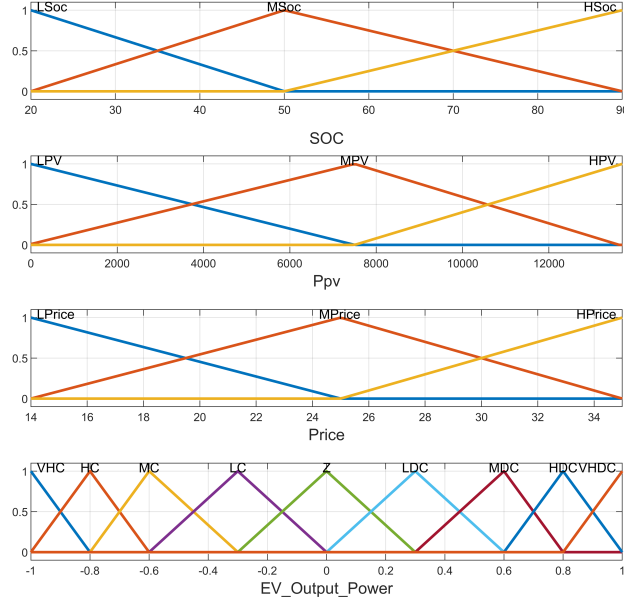 LSoc MSoc HSoc
1
0.5
0
20 30 40 50 60 70 80 90
SOC
LPV MPV HPV
1
0.5
0
0 2000 4000 6000 8000 10000 12000
Ppv
LPrice MPrice HPrice
1
0.5
0
14 16 18 20 22 24 26 28 30 32 34
Price
VHC HC MC LC Z LDC MDC HDC VHDC
1
0.5
0
-1 -0.8 -0.6 -0.4 -0.2 0 0.2 0.4 0.6 0.8 1
EV_Output_Power